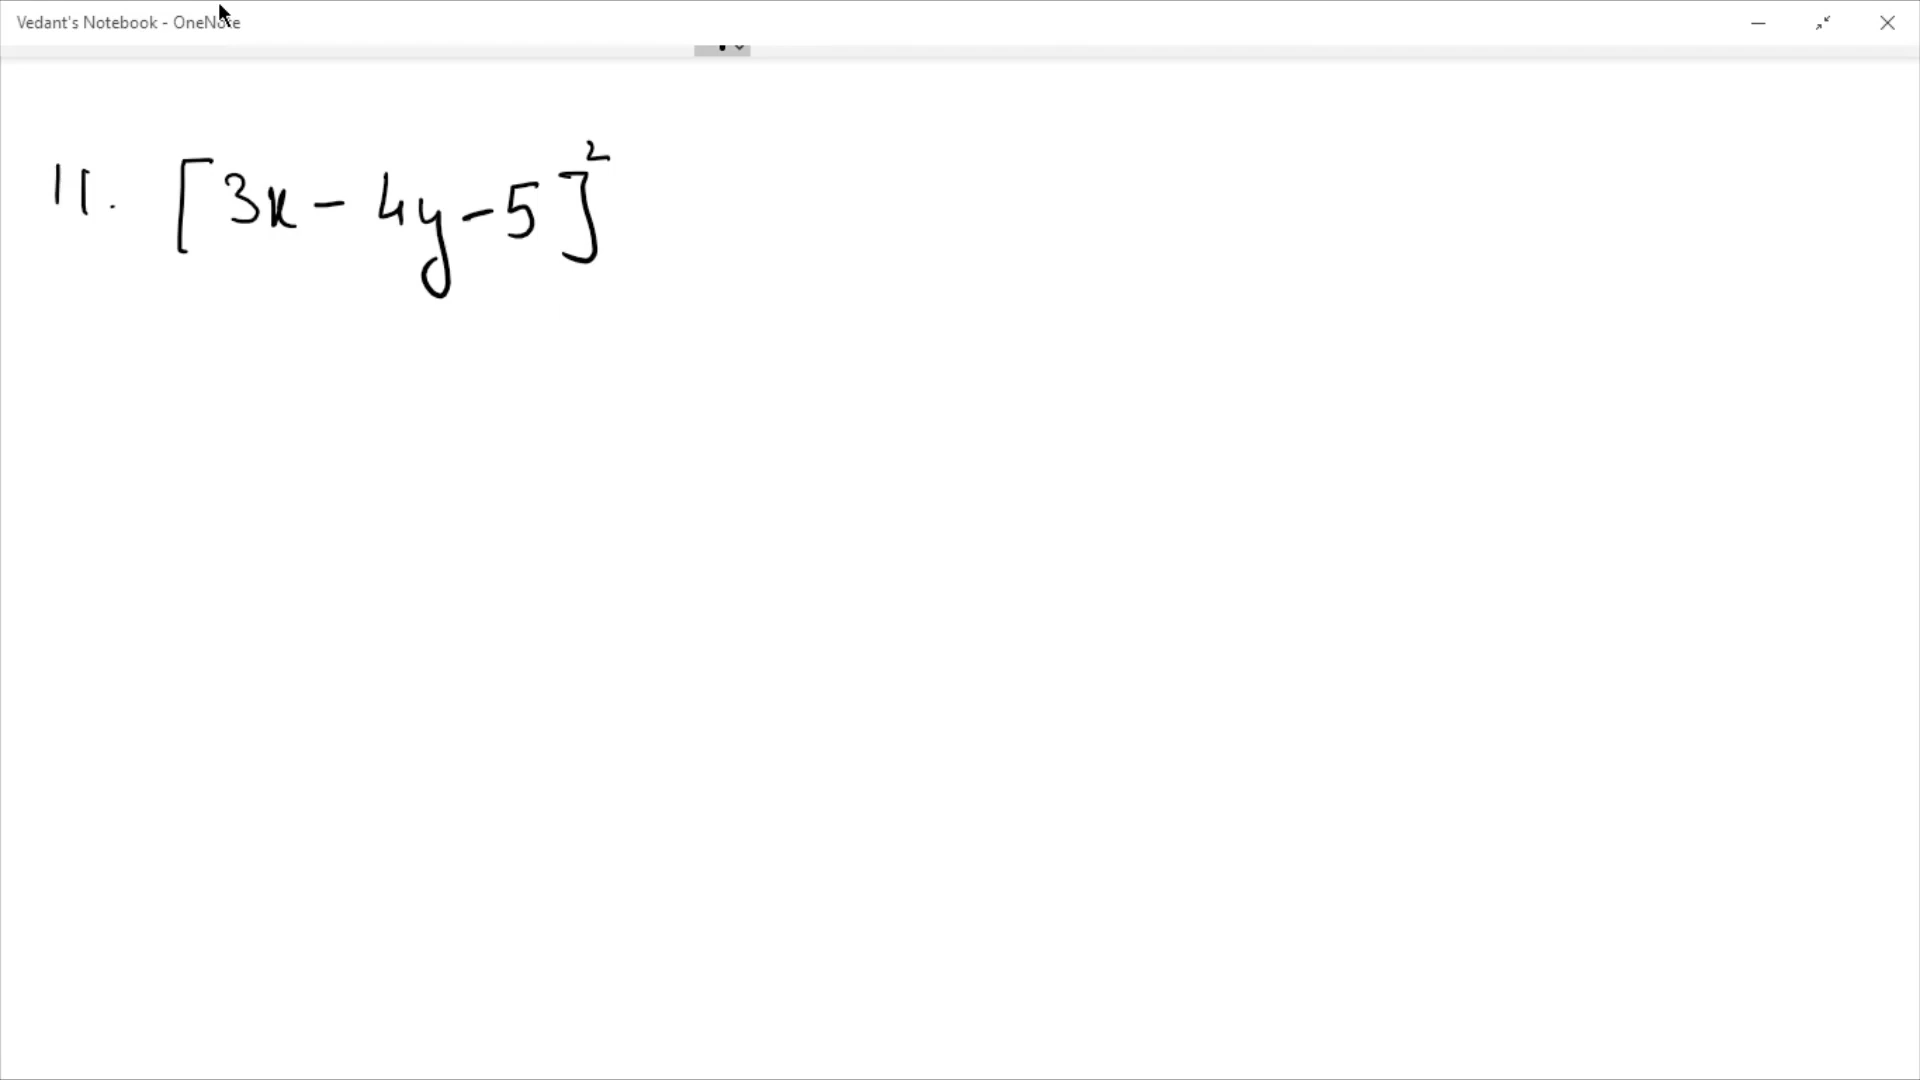 Vedant's Notebook - OneNote
11. [3x - 4y - 5]²